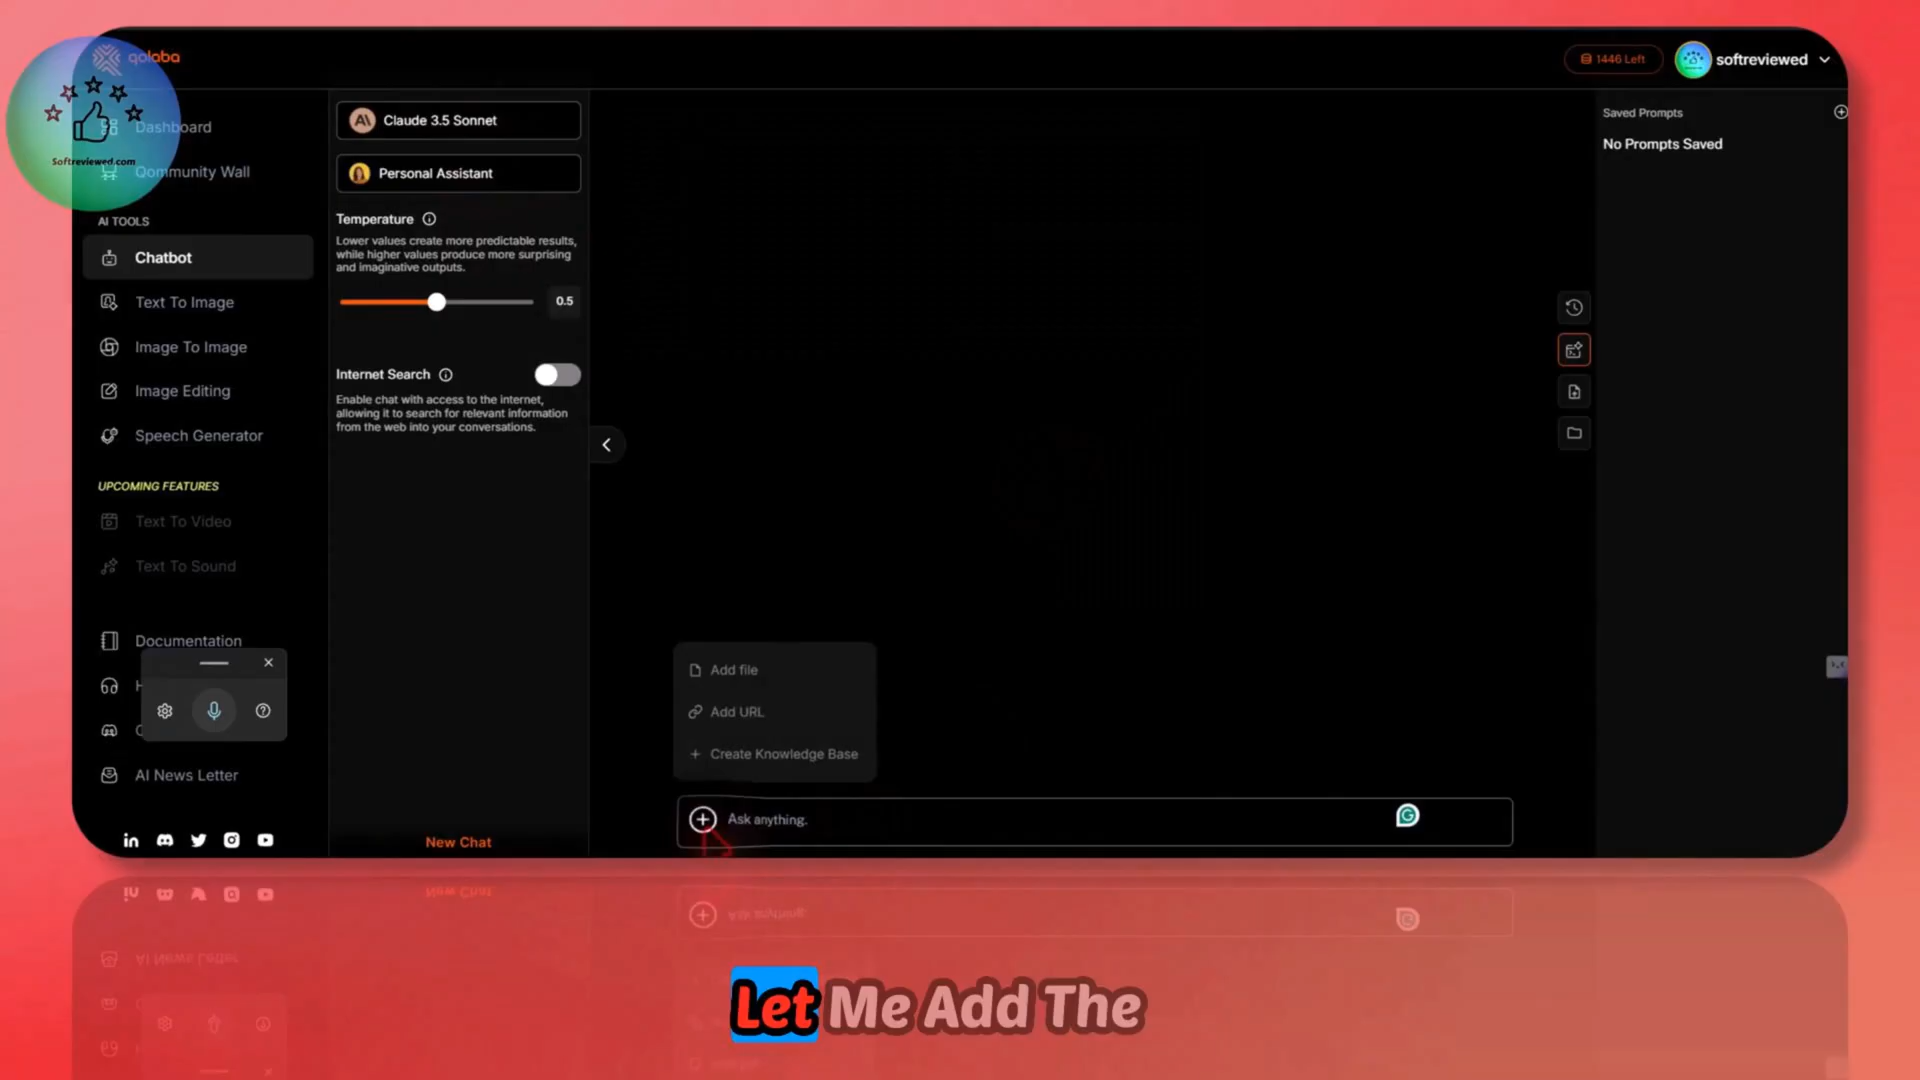 qolaba
1446 Left
softreviewed
Softreviewed.com
Dashboard
Qommunity Wall
AI TOOLS
Chatbot
Text To Image
Image To Image
Image Editing
Speech Generator
UPCOMING FEATURES
Text To Video
Text To Sound
Documentation
AI News Letter
Claude 3.5 Sonnet
Personal Assistant
Temperature
Lower values create more predictable results,
while higher values produce more surprising
and imaginative outputs.
0.5
Internet Search
Enable chat with access to the internet,
allowing it to search for relevant information
from the web into your conversations.
New Chat
Add file
Add URL
Create Knowledge Base
Ask anything.
Saved Prompts
No Prompts Saved
Let Me Add The